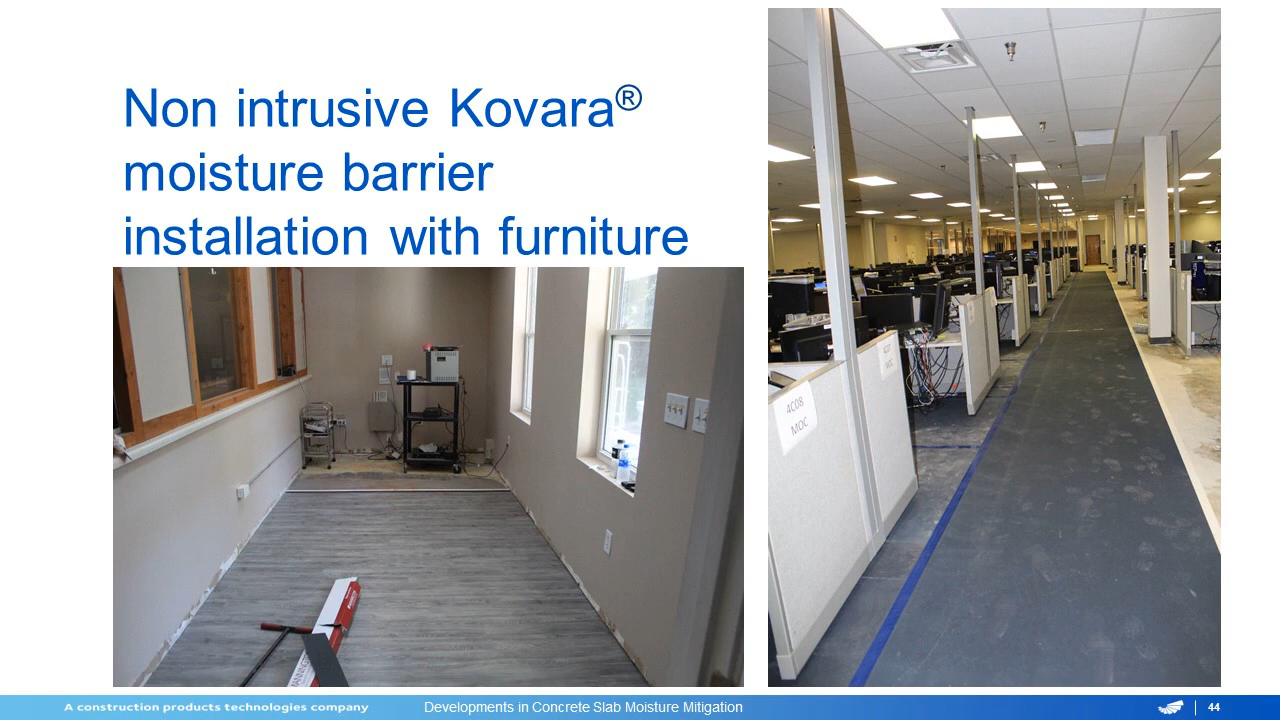 Non intrusive Kovara®
moisture barrier
installation with furniture
4C08
MOC
A construction products technologies company
Developments in Concrete Slab Moisture Mitigation
44